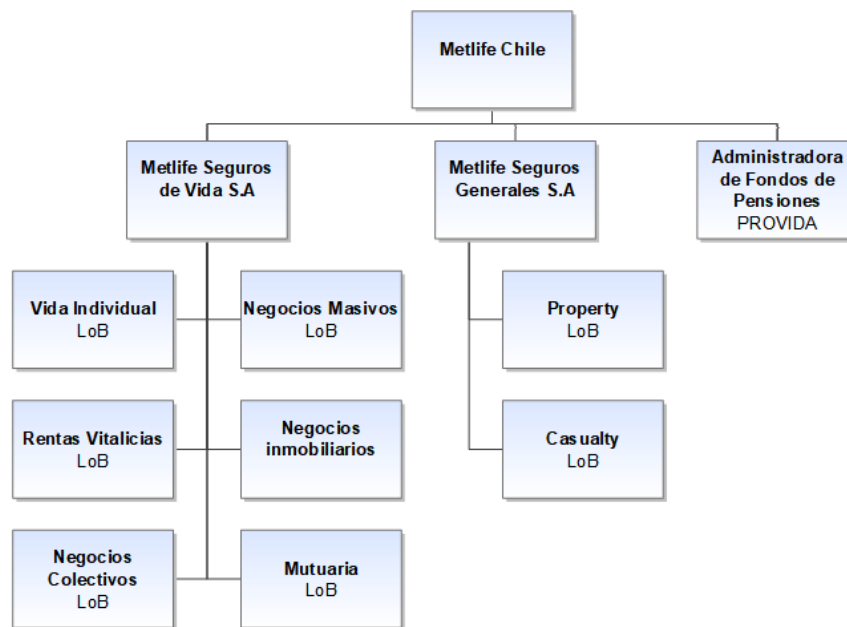 Metlife Chile
Metlife Seguros
de Vida S.A
Metlife Seguros
Generales S.A
Administradora
de Fondos de
Pensiones
PROVIDA
Vida Individual
LoB
Negocios Masivos
LoB
Property
LoB
Rentas Vitalicias
LoB
Negocios
inmobiliarios
Casualty
LoB
Negocios
Colectivos
LoB
Mutuaria
LoB